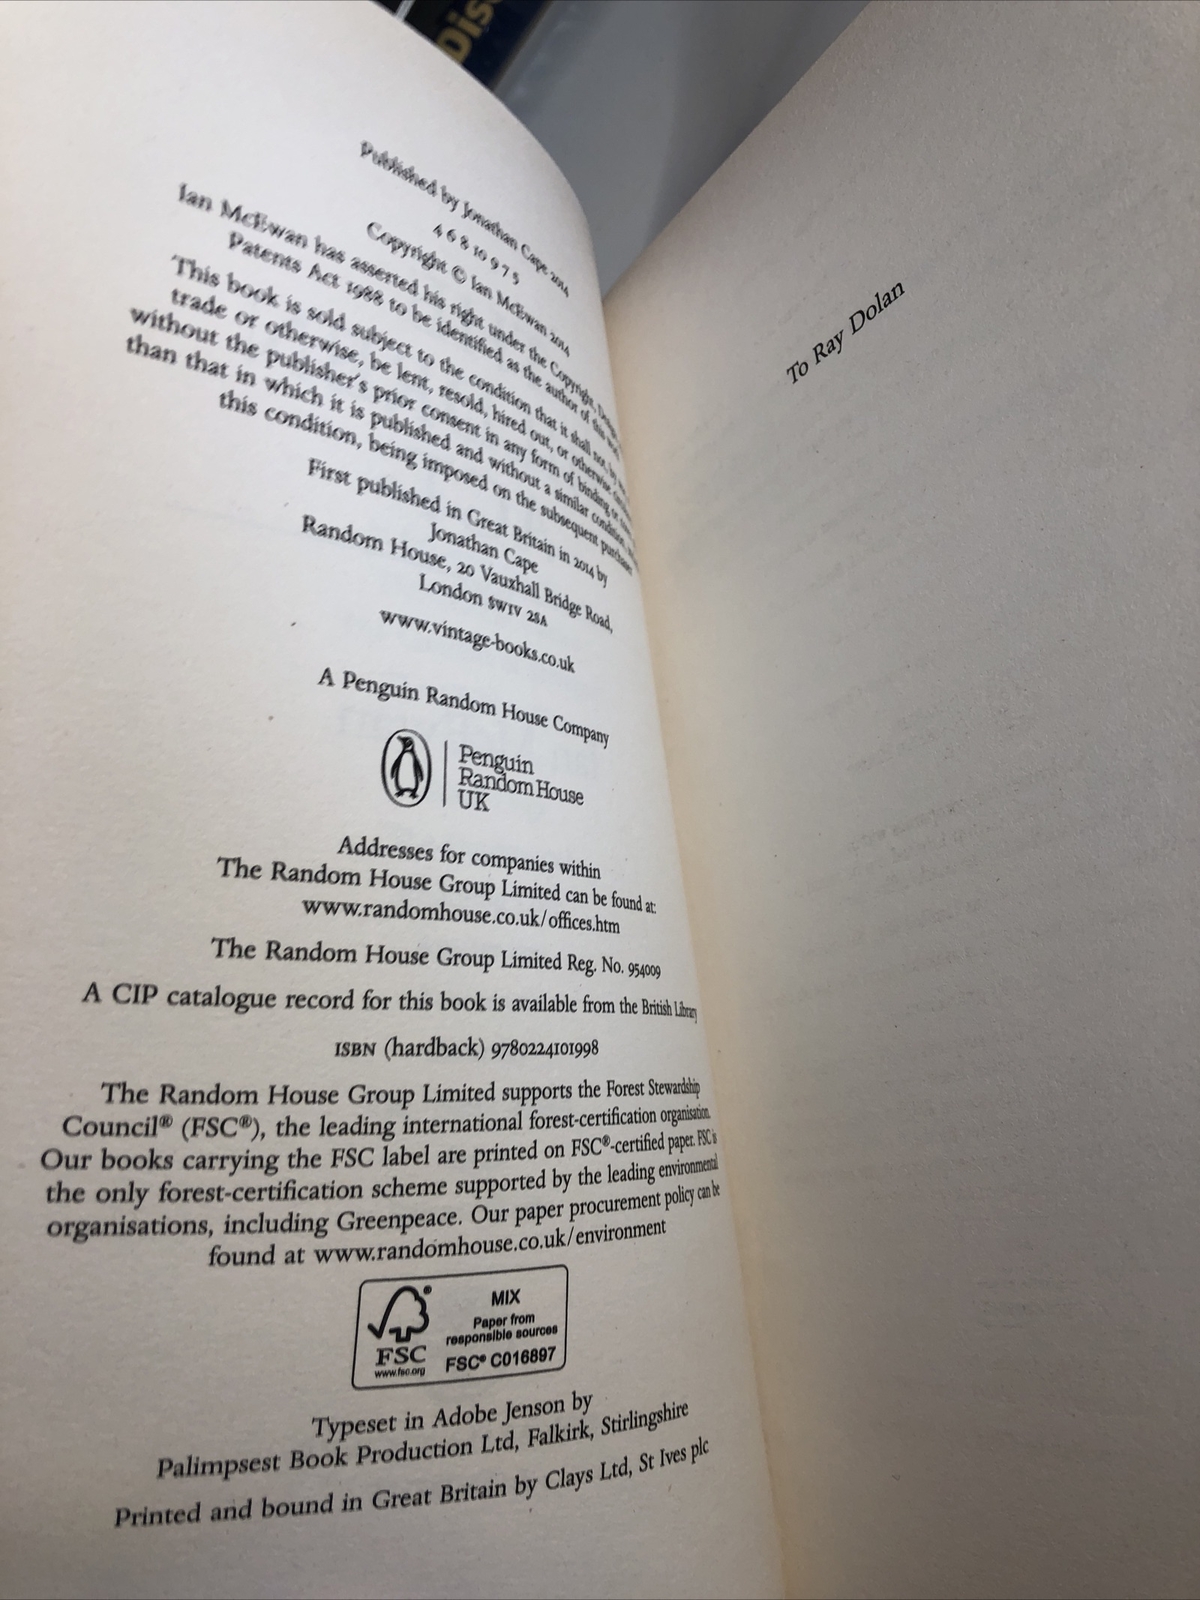 Dis
Published by Jonathan Cape 2014
4 6 8 10 9 7 5
Copyright © Ian McEwan 2014
Ian McEwan has asserted his right under the Copyright,
Patents Act 1988 to be identified as the author of this work
This book is sold subject to the condition that it shall not, by
trade or otherwise, be lent, resold, hired out, or otherwise
without the publisher's prior consent in any form of binding or
than that in which it is published and without a similar condition,
this condition, being imposed on the subsequent purchaser
First published in Great Britain in 2014 by
Jonathan Cape
Random House, 20 Vauxhall Bridge Road,
London SW1V 2SA
www.vintage-books.co.uk
A Penguin Random House Company
Penguin
Random House
UK
Addresses for companies within
The Random House Group Limited can be found at:
www.randomhouse.co.uk/offices.htm
The Random House Group Limited Reg. No. 954009
A CIP catalogue record for this book is available from the British Library
ISBN (hardback) 9780224101998
The Random House Group Limited supports the Forest Stewardship
Council® (FSC®), the leading international forest-certification organisation.
Our books carrying the FSC label are printed on FSC®-certified paper. FSC is
the only forest-certification scheme supported by the leading environmental
organisations, including Greenpeace. Our paper procurement policy can be
found at www.randomhouse.co.uk/environment
FSC
www.fsc.org
MIX
Paper from
responsible sources
FSC® C016897
Typeset in Adobe Jenson by
Palimpsest Book Production Ltd, Falkirk, Stirlingshire
Printed and bound in Great Britain by Clays Ltd, St Ives plc
To Ray Dolan